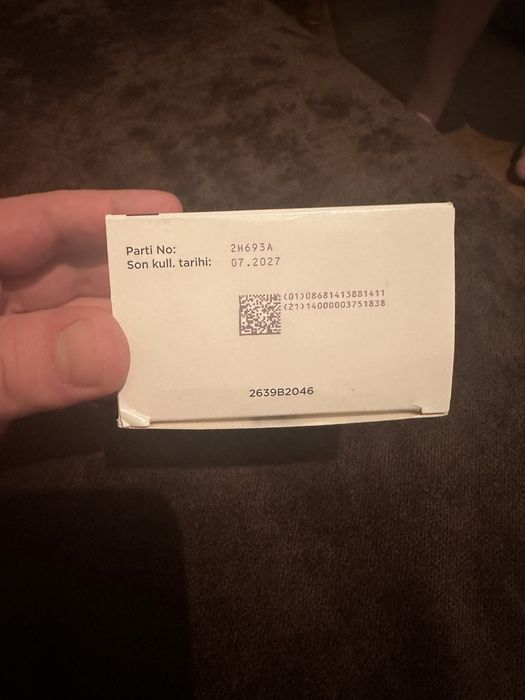 Parti No: 2H693A
Son kull. tarihi: 07.2027
(01)08681413881411
(21)14000003751838
2639B2046